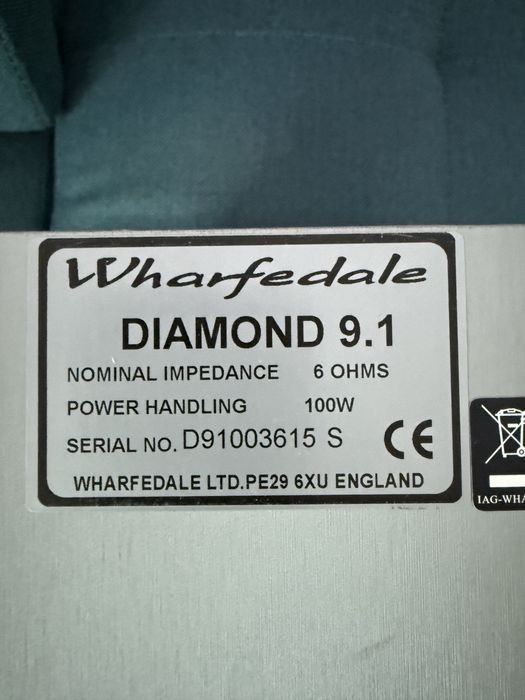 Wharfedale
DIAMOND 9.1
NOMINAL IMPEDANCE 6 OHMS
POWER HANDLING 100W
SERIAL NO. D91003615 S CE
WHARFEDALE LTD.PE29 6XU ENGLAND
IAG-WHA